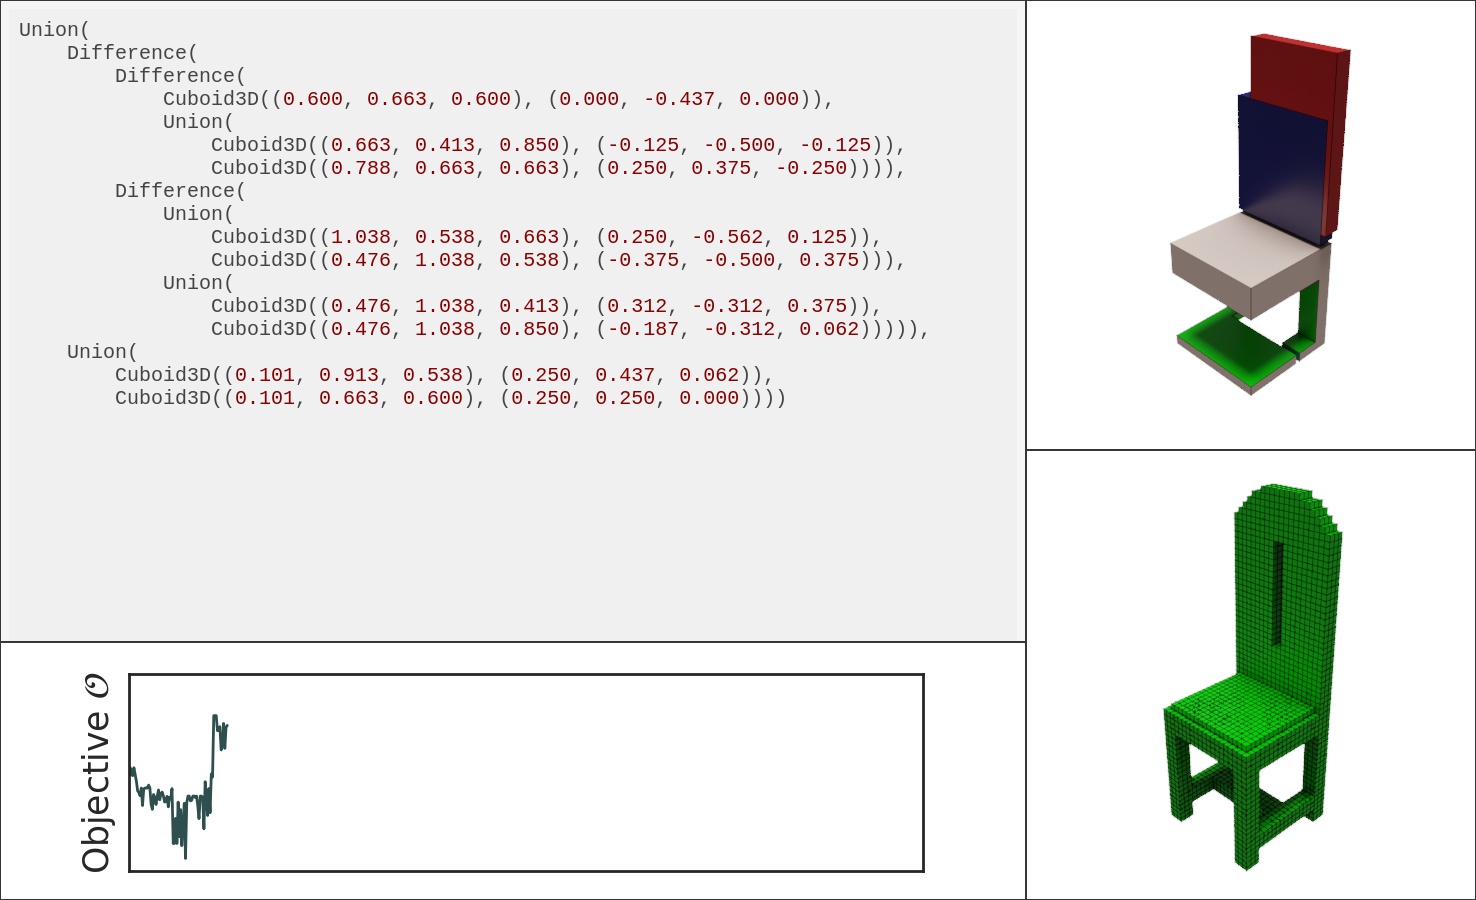 Union(
    Difference(
        Difference(
            Cuboid3D((0.600, 0.663, 0.600), (0.000, -0.437, 0.000)),
            Union(
                Cuboid3D((0.663, 0.413, 0.850), (-0.125, -0.500, -0.125)),
                Cuboid3D((0.788, 0.663, 0.663), (0.250, 0.375, -0.250)))),
        Difference(
            Union(
                Cuboid3D((1.038, 0.538, 0.663), (0.250, -0.562, 0.125)),
                Cuboid3D((0.476, 1.038, 0.538), (-0.375, -0.500, 0.375))),
            Union(
                Cuboid3D((0.476, 1.038, 0.413), (0.312, -0.312, 0.375)),
                Cuboid3D((0.476, 1.038, 0.850), (-0.187, -0.312, 0.062))))),
    Union(
        Cuboid3D((0.101, 0.913, 0.538), (0.250, 0.437, 0.062)),
        Cuboid3D((0.101, 0.663, 0.600), (0.250, 0.250, 0.000))))
Objective 𝒪